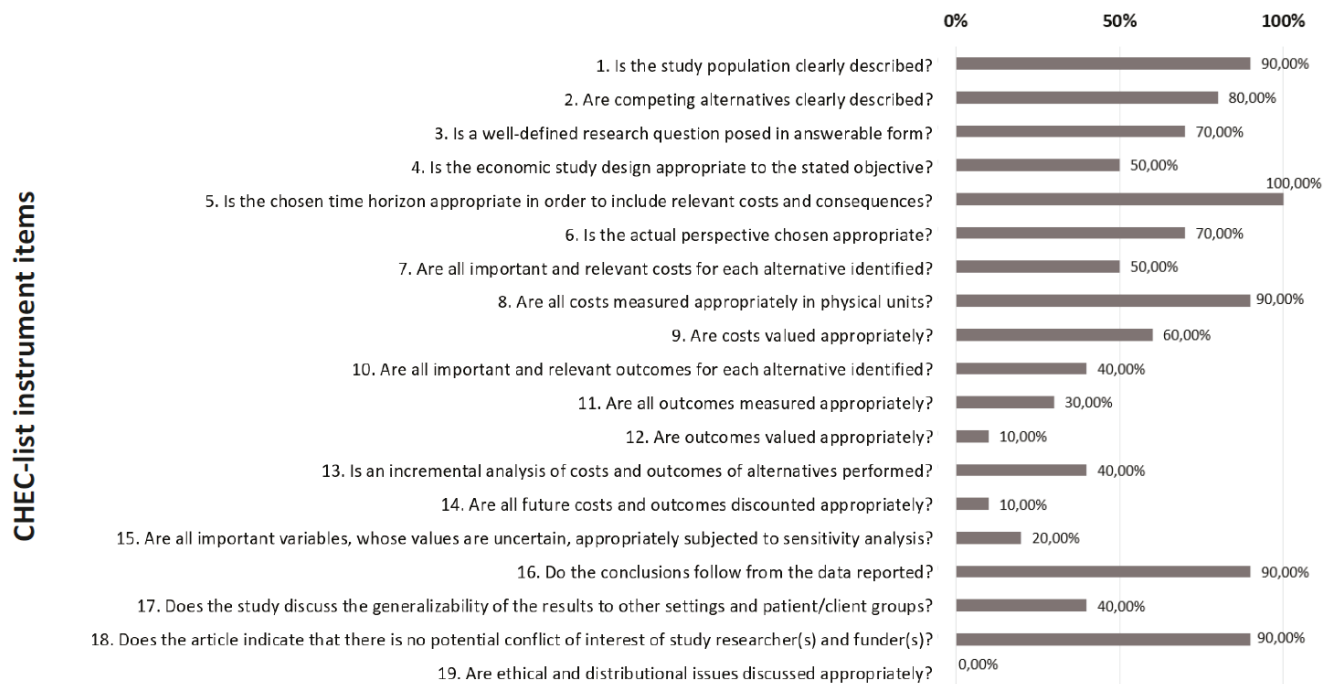 0% 50% 100%
1. Is the study population clearly described? 90,00%
2. Are competing alternatives clearly described? 80,00%
3. Is a well-defined research question posed in answerable form? 70,00%
4. Is the economic study design appropriate to the stated objective? 50,00%
5. Is the chosen time horizon appropriate in order to include relevant costs and consequences? 100,00%
6. Is the actual perspective chosen appropriate? 70,00%
7. Are all important and relevant costs for each alternative identified? 50,00%
8. Are all costs measured appropriately in physical units? 90,00%
9. Are costs valued appropriately? 60,00%
10. Are all important and relevant outcomes for each alternative identified? 40,00%
11. Are all outcomes measured appropriately? 30,00%
12. Are outcomes valued appropriately? 10,00%
13. Is an incremental analysis of costs and outcomes of alternatives performed? 40,00%
14. Are all future costs and outcomes discounted appropriately? 10,00%
15. Are all important variables, whose values are uncertain, appropriately subjected to sensitivity analysis? 20,00%
16. Do the conclusions follow from the data reported? 90,00%
17. Does the study discuss the generalizability of the results to other settings and patient/client groups? 40,00%
18. Does the article indicate that there is no potential conflict of interest of study researcher(s) and funder(s)? 90,00%
19. Are ethical and distributional issues discussed appropriately? 0,00%
CHEC-list instrument items